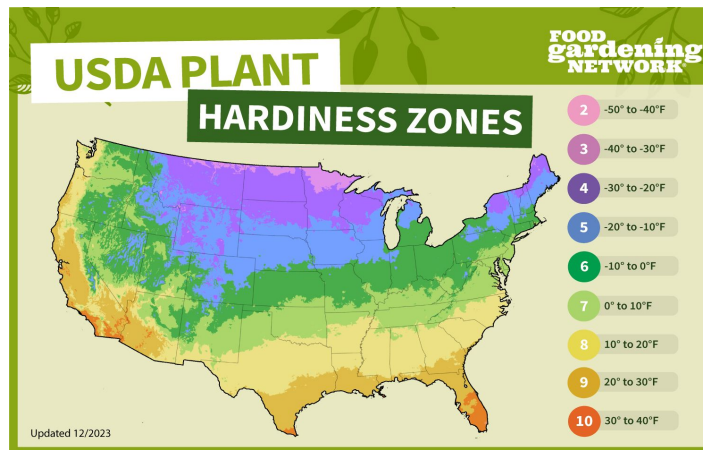 USDA PLANT
HARDINESS ZONES
FOOD
gardening
NETWORK
2 -50° to -40°F
3 -40° to -30°F
4 -30° to -20°F
5 -20° to -10°F
6 -10° to 0°F
7 0° to 10°F
8 10° to 20°F
9 20° to 30°F
10 30° to 40°F
Updated 12/2023